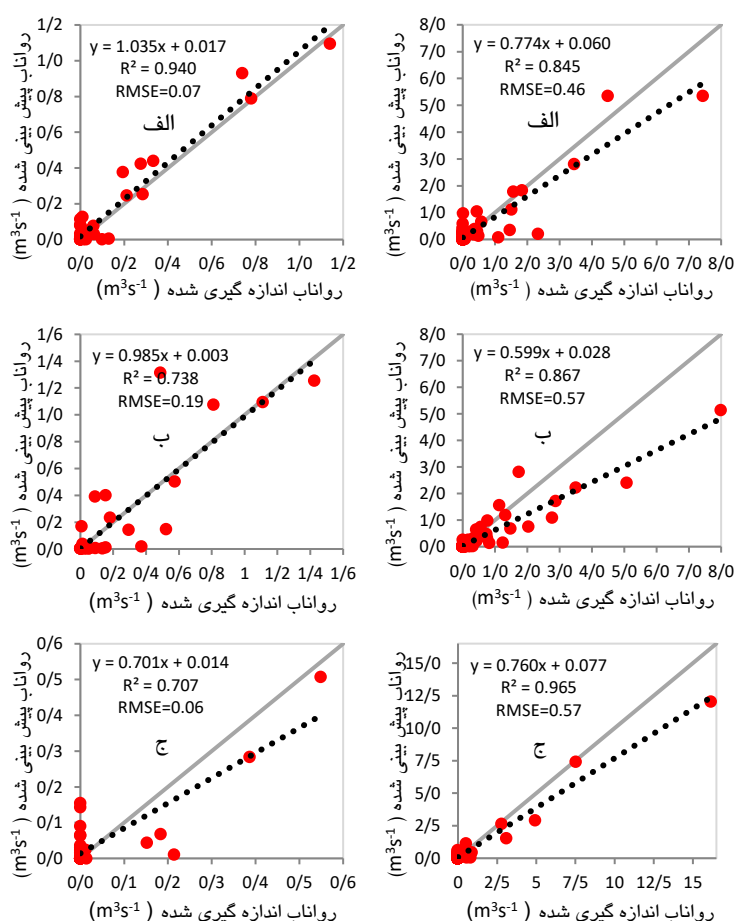 رواناب پیش بینی شده (m³s⁻¹)
1/2
1/0
0/8
0/6
0/4
0/2
0/0
y = 1.035x + 0.017
R² = 0.940
RMSE=0.07
الف
0/0 0/2 0/4 0/6 0/8 1/0 1/2
رواناب اندازه گیری شده (m³s⁻¹)
رواناب پیش بینی شده (m³s⁻¹)
8/0
7/0
6/0
5/0
4/0
3/0
2/0
1/0
0/0
y = 0.774x + 0.060
R² = 0.845
RMSE=0.46
الف
0/0 1/0 2/0 3/0 4/0 5/0 6/0 7/0 8/0
رواناب اندازه گیری شده (m³s⁻¹)
رواناب پیش بینی شده (m³s⁻¹)
1/6
1/4
1/2
1/0
0/8
0/6
0/4
0/2
0/0
y = 0.985x + 0.003
R² = 0.738
RMSE=0.19
ب
0 0/2 0/4 0/6 0/8 1 1/2 1/4 1/6
رواناب اندازه گیری شده (m³s⁻¹)
رواناب پیش بینی شده (m³s⁻¹)
8/0
7/0
6/0
5/0
4/0
3/0
2/0
1/0
0/0
y = 0.599x + 0.028
R² = 0.867
RMSE=0.57
ب
0/0 1/0 2/0 3/0 4/0 5/0 6/0 7/0 8/0
رواناب اندازه گیری شده (m³s⁻¹)
رواناب پیش بینی شده (m³s⁻¹)
0/6
0/5
0/4
0/3
0/2
0/1
0/0
y = 0.701x + 0.014
R² = 0.707
RMSE=0.06
ج
0/0 0/1 0/2 0/3 0/4 0/5 0/6
رواناب اندازه گیری شده (m³s⁻¹)
رواناب پیش بینی شده (m³s⁻¹)
15/0
12/5
10/0
7/5
5/0
2/5
0/0
y = 0.760x + 0.077
R² = 0.965
RMSE=0.57
ج
0 2/5 5 7/5 10 12/5 15
رواناب اندازه گیری شده (m³s⁻¹)